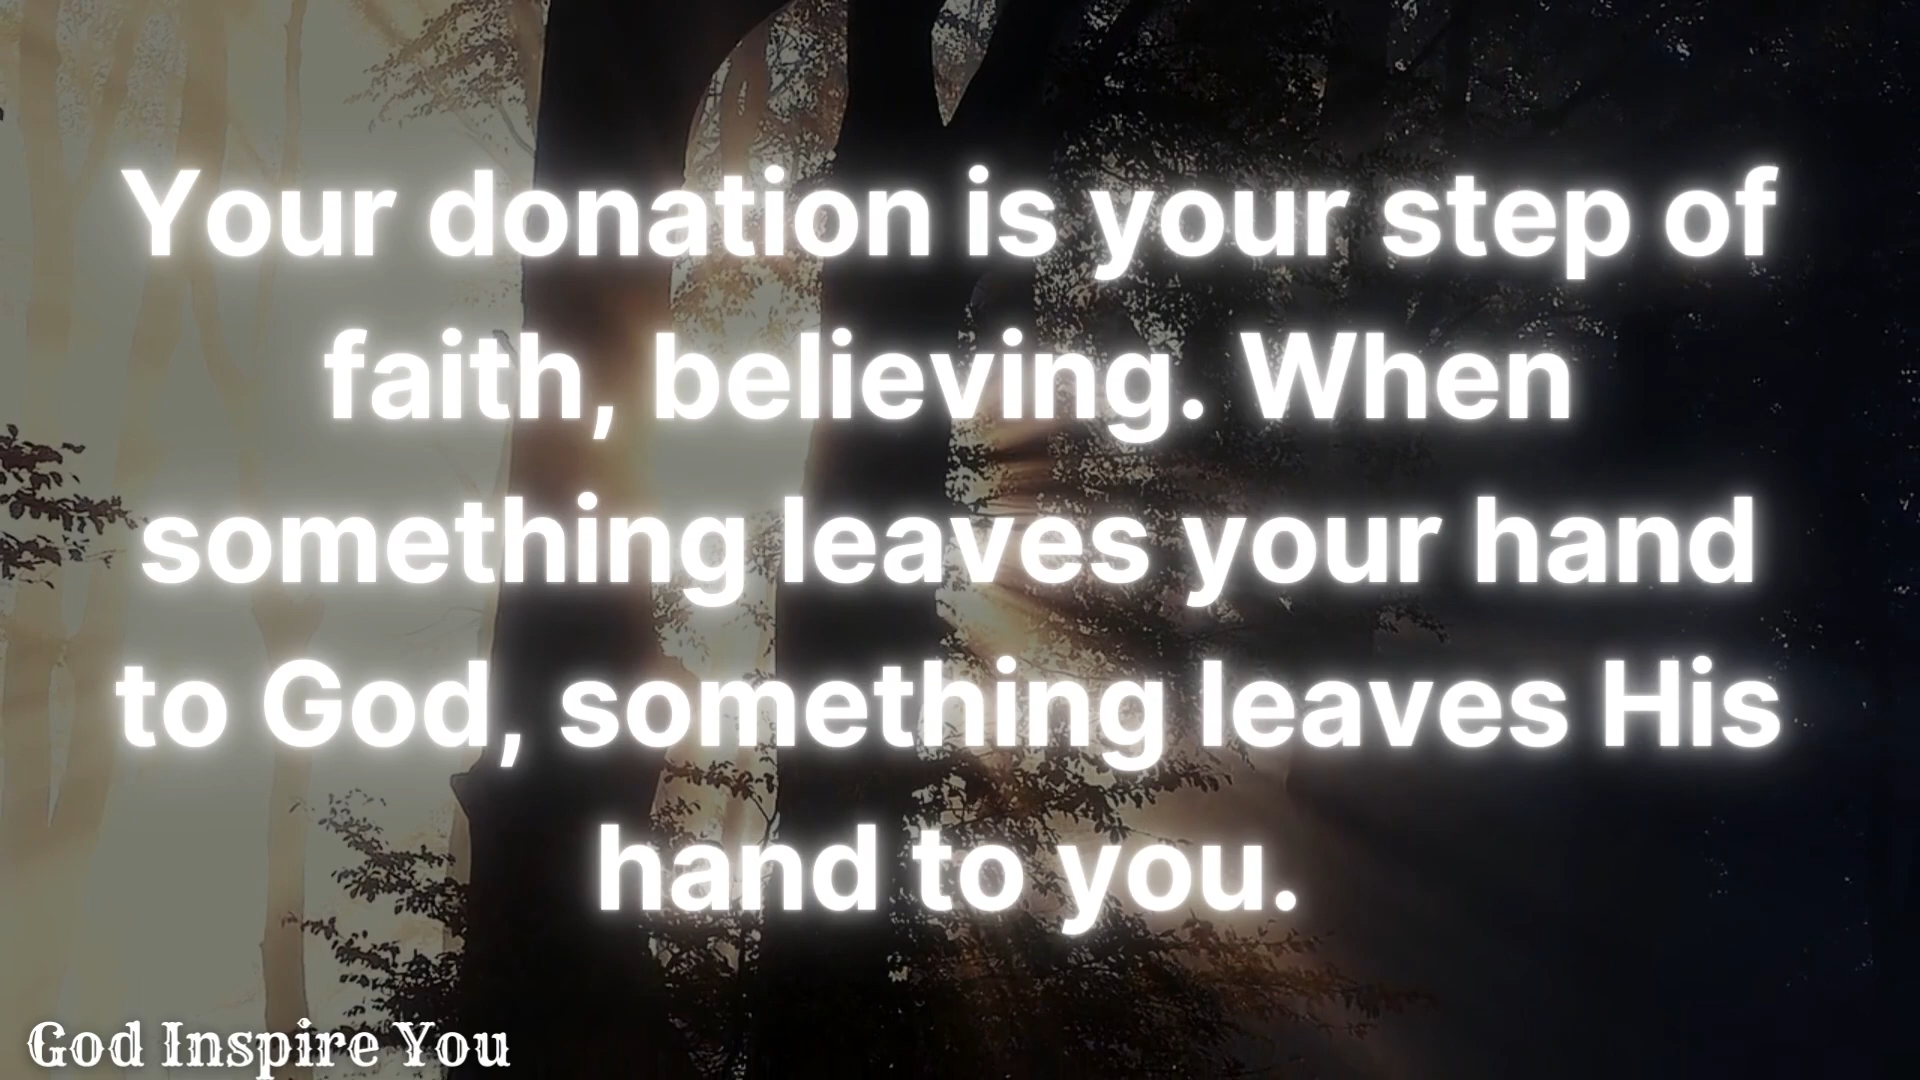 Your donation is your step of
faith, believing. When
something leaves your hand
to God, something leaves His
hand to you.
God Inspire You